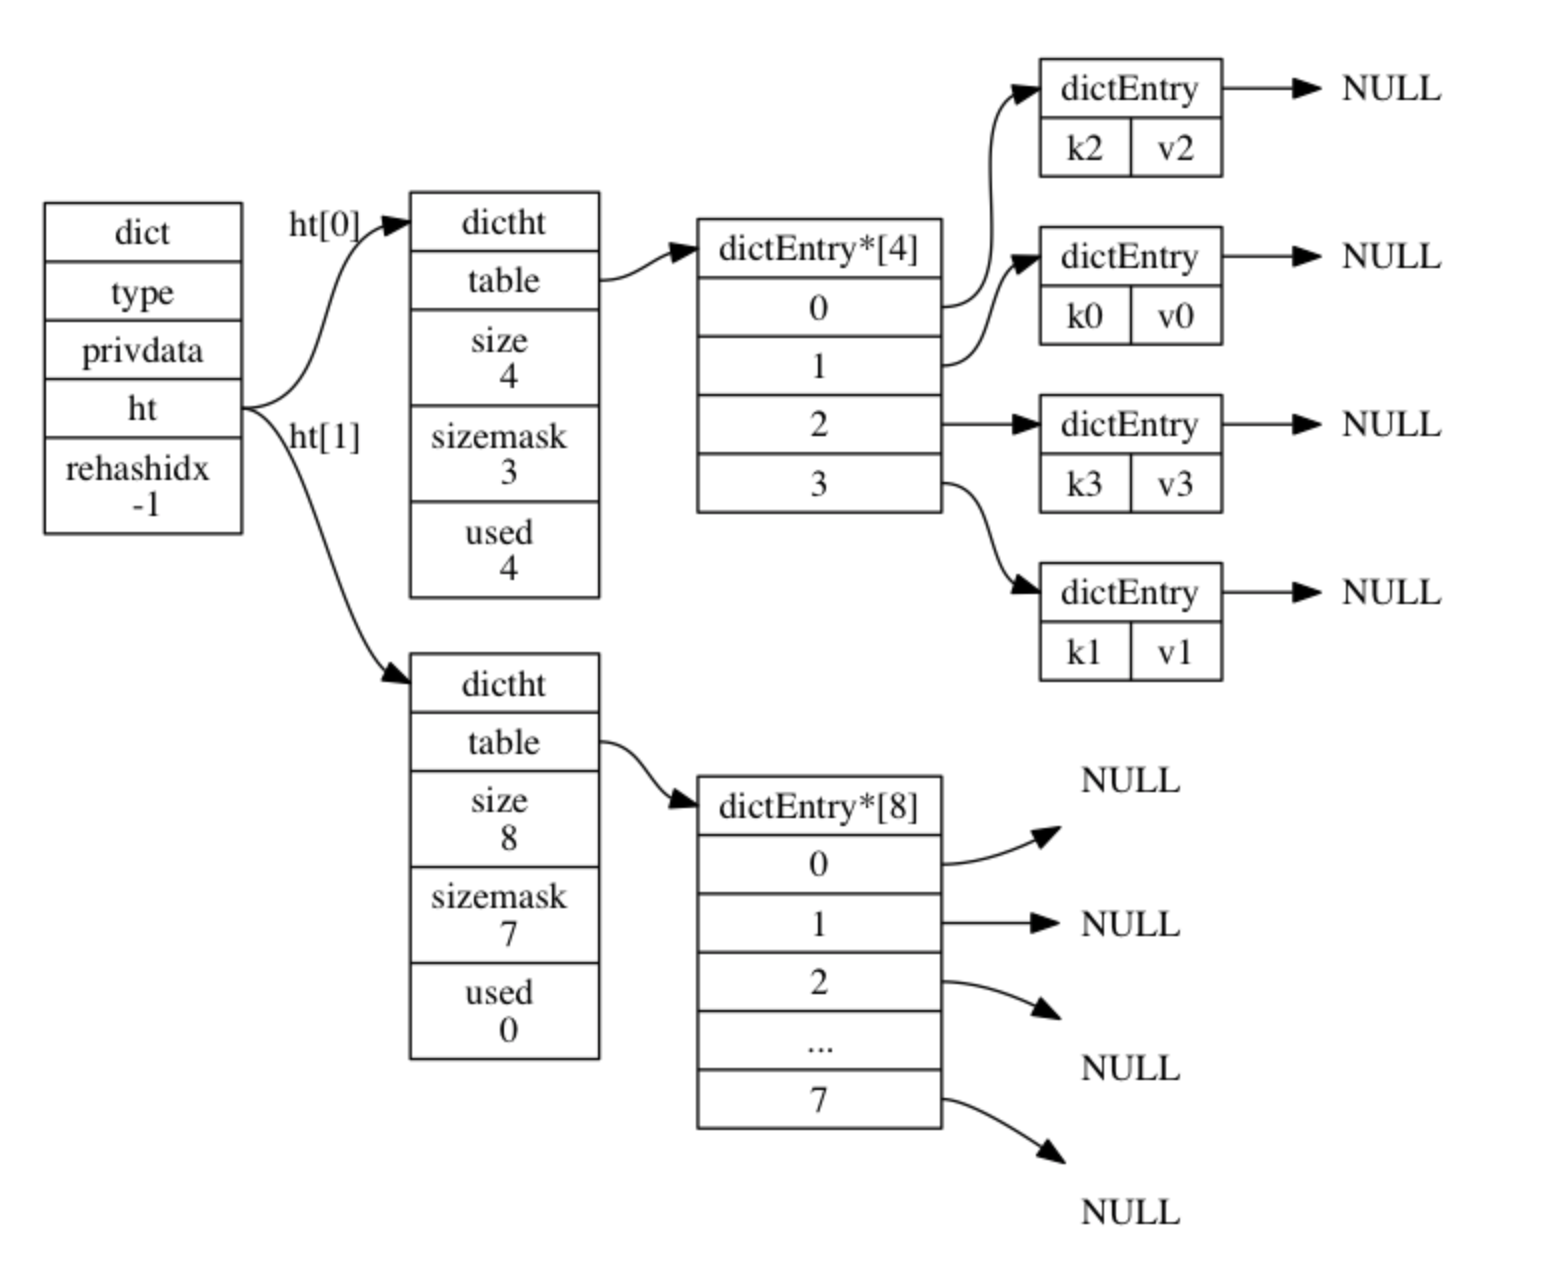 dict
type
privdata
ht
rehashidx
-1
ht[0]
ht[1]
dictht
table
size
4
sizemask
3
used
4
dictEntry*[4]
0
1
2
3
dictEntry
k2 v2
NULL
dictEntry
k0 v0
NULL
dictEntry
k3 v3
NULL
dictEntry
k1 v1
NULL
dictht
table
size
8
sizemask
7
used
0
dictEntry*[8]
0
1
2
...
7
NULL
NULL
NULL
NULL